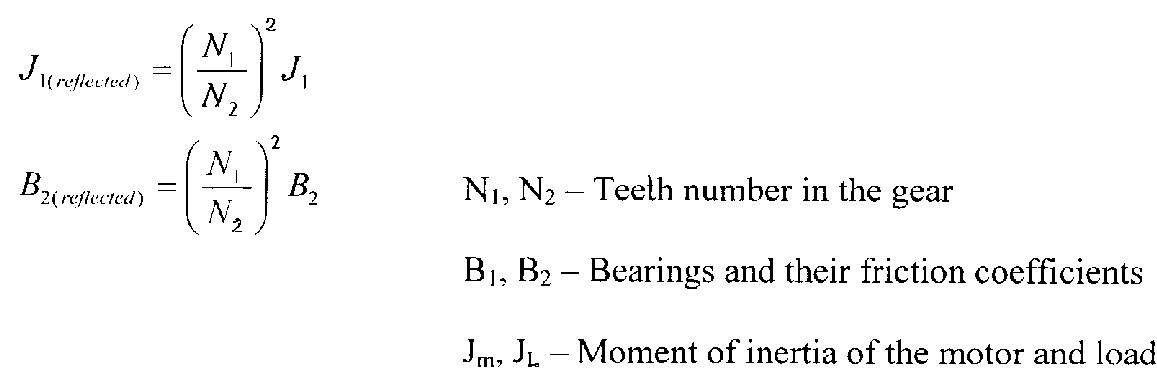 J₁₍reflected₎ = (N₁/N₂)² J₁
B₂₍reflected₎ = (N₁/N₂)² B₂
N₁, N₂ – Teeth number in the gear
B₁, B₂ – Bearings and their friction coefficients
Jₘ, J_L – Moment of inertia of the motor and load